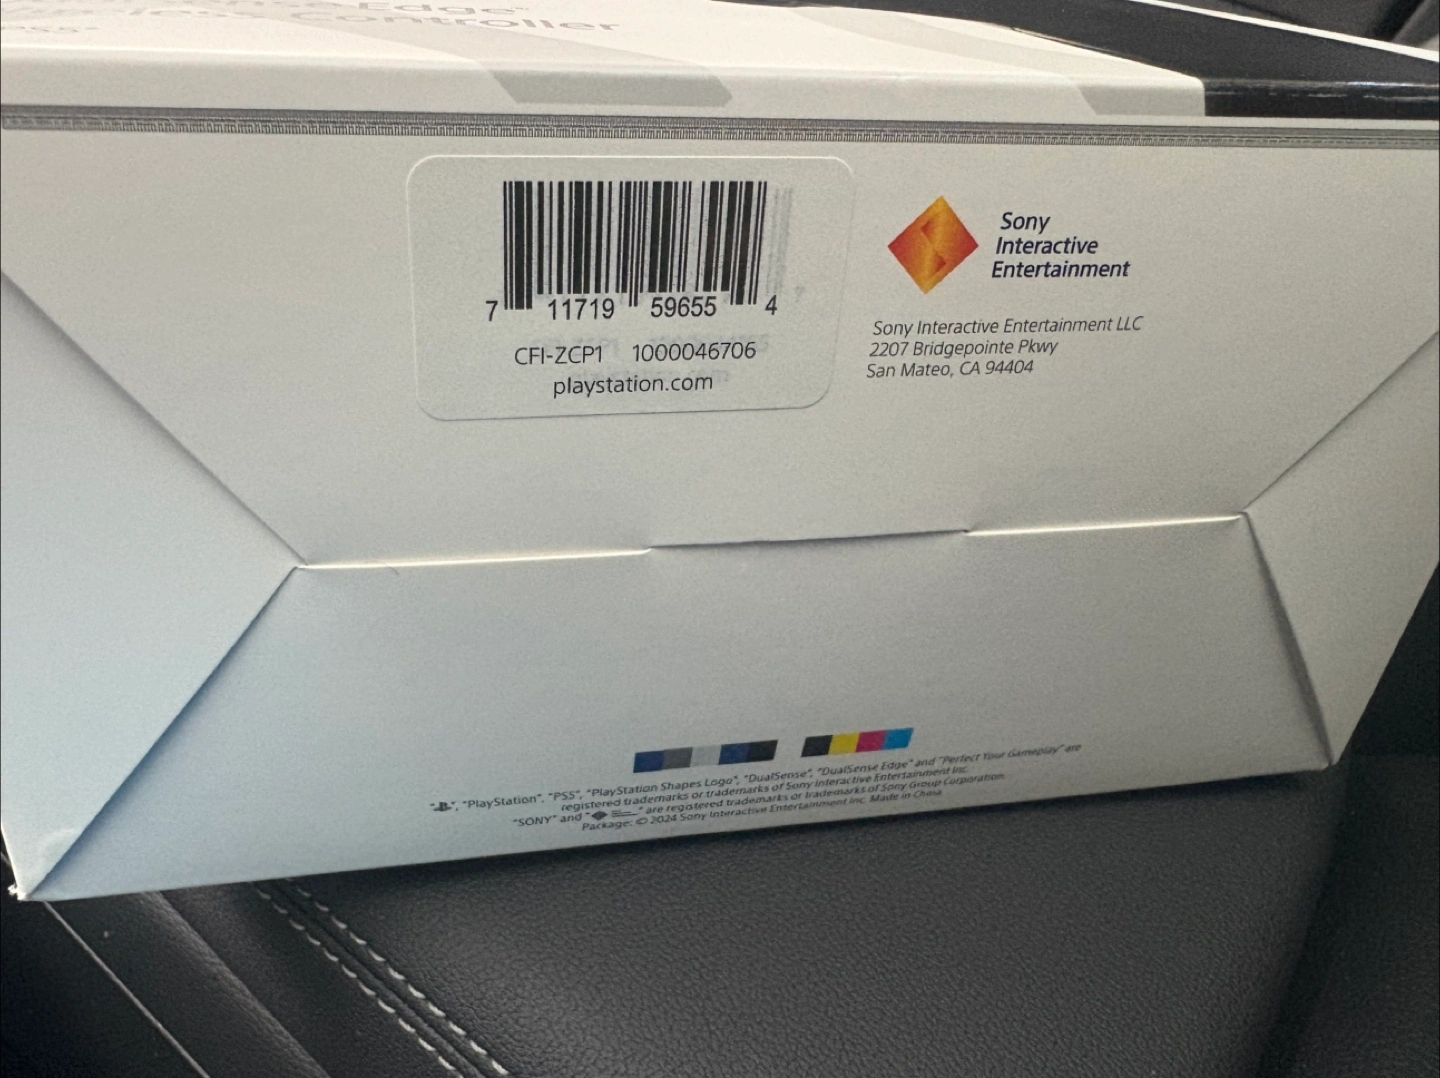 Edge™
Controller
PS5™
7 11719 59655 4
CFI-ZCP1 1000046706
playstation.com
Sony
Interactive
Entertainment
Sony Interactive Entertainment LLC
2207 Bridgepointe Pkwy
San Mateo, CA 94404
" ", "PlayStation", "PS5", "PlayStation Shapes Logo", "DualSense", "DualSense Edge" and "Perfect Your Gameplay" are
registered trademarks or trademarks of Sony Interactive Entertainment Inc.
"SONY" and " " are registered trademarks or trademarks of Sony Group Corporation.
Package: © 2024 Sony Interactive Entertainment Inc. Made in China